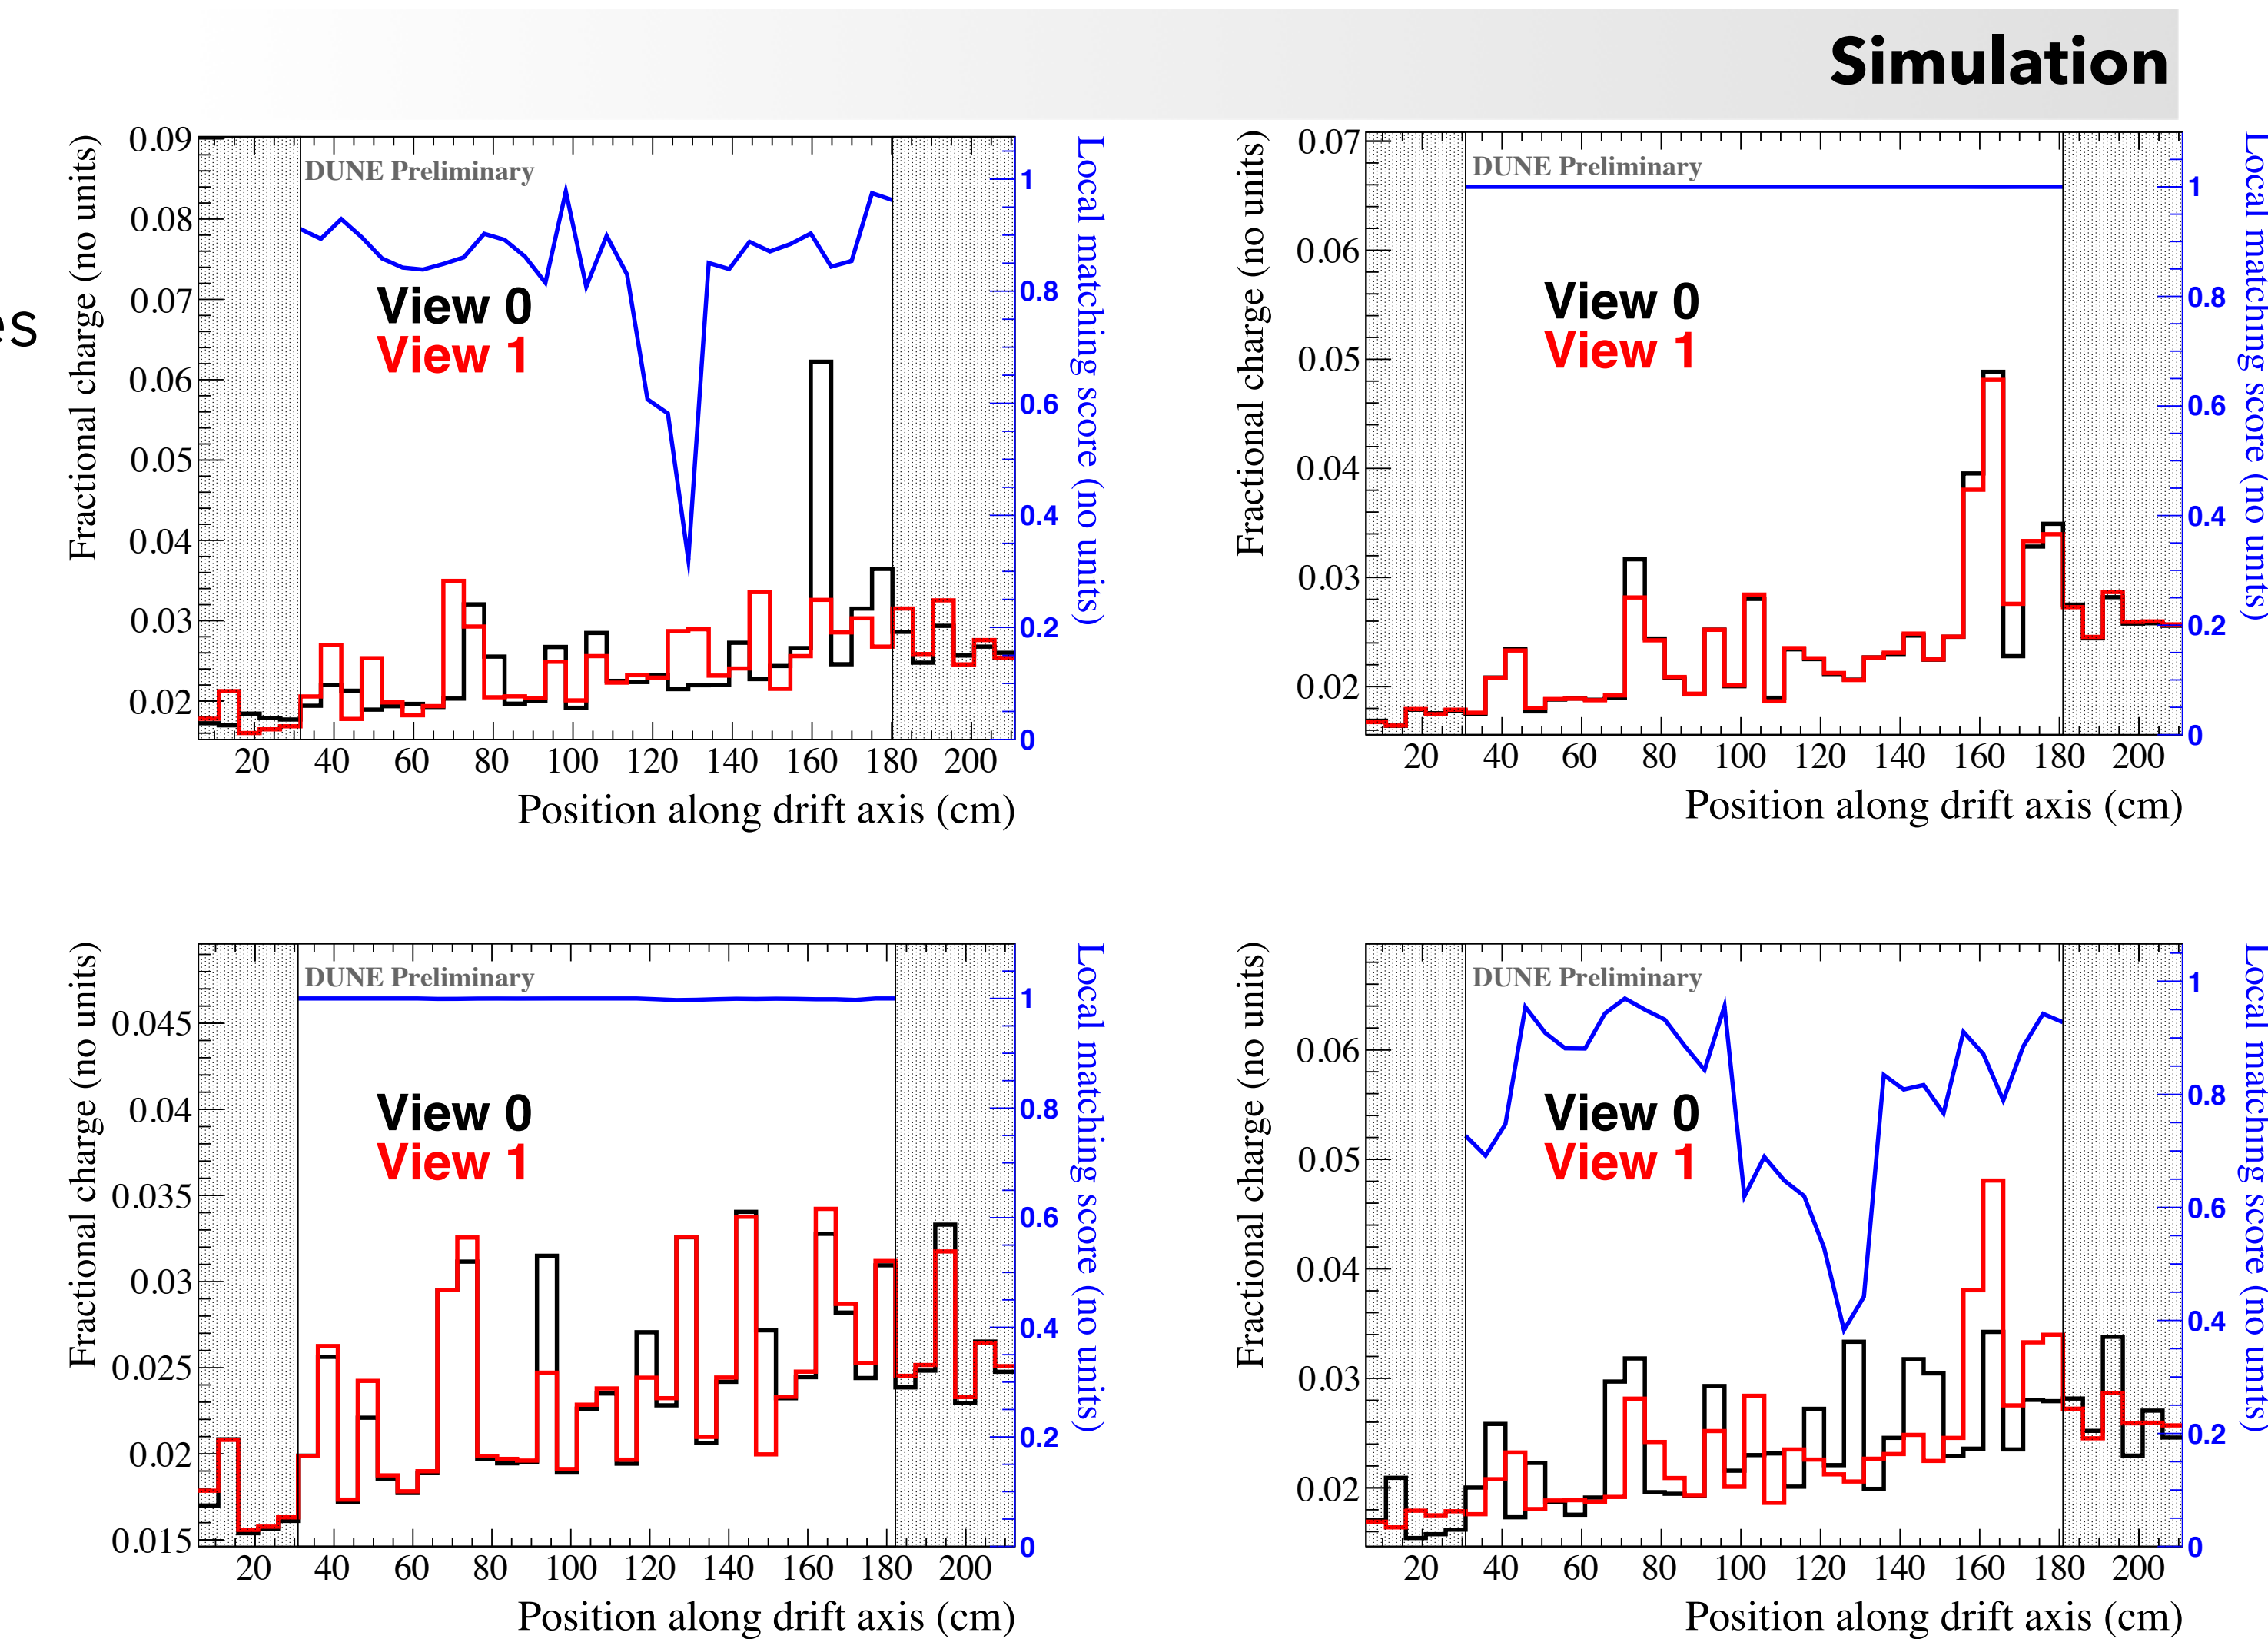 Simulation
es
Fractional charge (no units)
0.09
0.08
0.07
0.06
0.05
0.04
0.03
0.02
DUNE Preliminary
View 0
View 1
20 40 60 80 100 120 140 160 180 200
Position along drift axis (cm)
1
0.8
0.6
0.4
0.2
0
Local matching score (no units)
Fractional charge (no units)
0.07
0.06
0.05
0.04
0.03
0.02
DUNE Preliminary
View 0
View 1
20 40 60 80 100 120 140 160 180 200
Position along drift axis (cm)
1
0.8
0.6
0.4
0.2
0
Local matching score (no units)
Fractional charge (no units)
0.045
0.04
0.035
0.03
0.025
0.02
0.015
DUNE Preliminary
View 0
View 1
20 40 60 80 100 120 140 160 180 200
Position along drift axis (cm)
1
0.8
0.6
0.4
0.2
0
Local matching score (no units)
Fractional charge (no units)
0.06
0.05
0.04
0.03
0.02
DUNE Preliminary
View 0
View 1
20 40 60 80 100 120 140 160 180 200
Position along drift axis (cm)
1
0.8
0.6
0.4
0.2
0
Local matching score (no units)